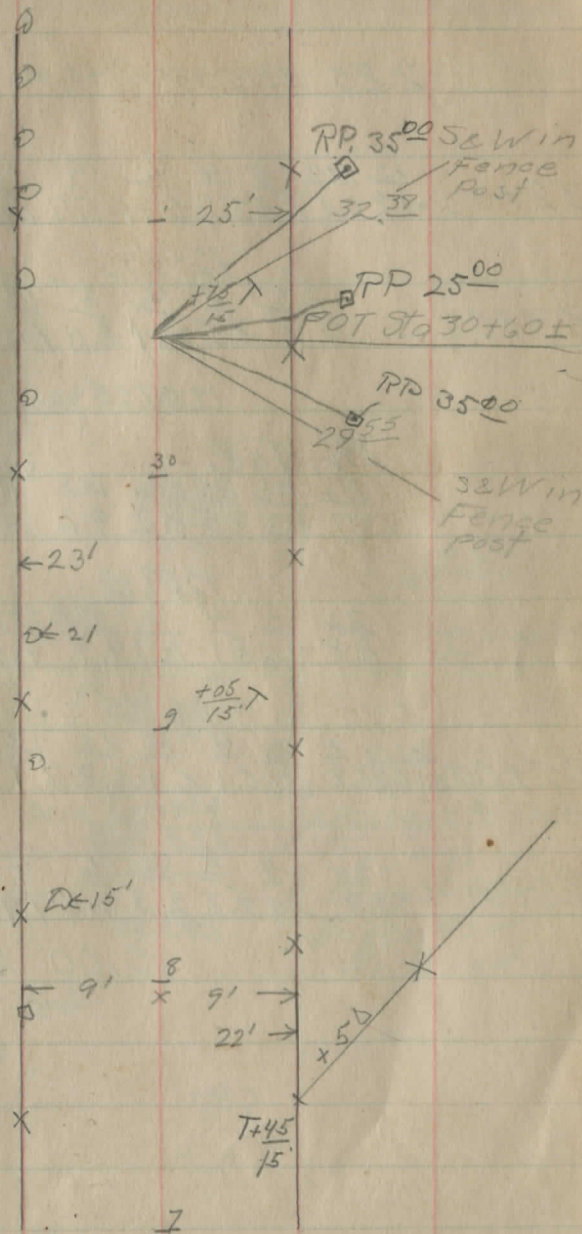 RP. 35 00 S&W in
Fence
Post
25'
32.38
+75
15
RP 25 00
POT Sta 30+60±
RP 35 00
29 55
30
S&W in
Fence
Post
23'
21
+05
15'
9
15'
8
9'
9'
22'
+50
T+45
15'
7